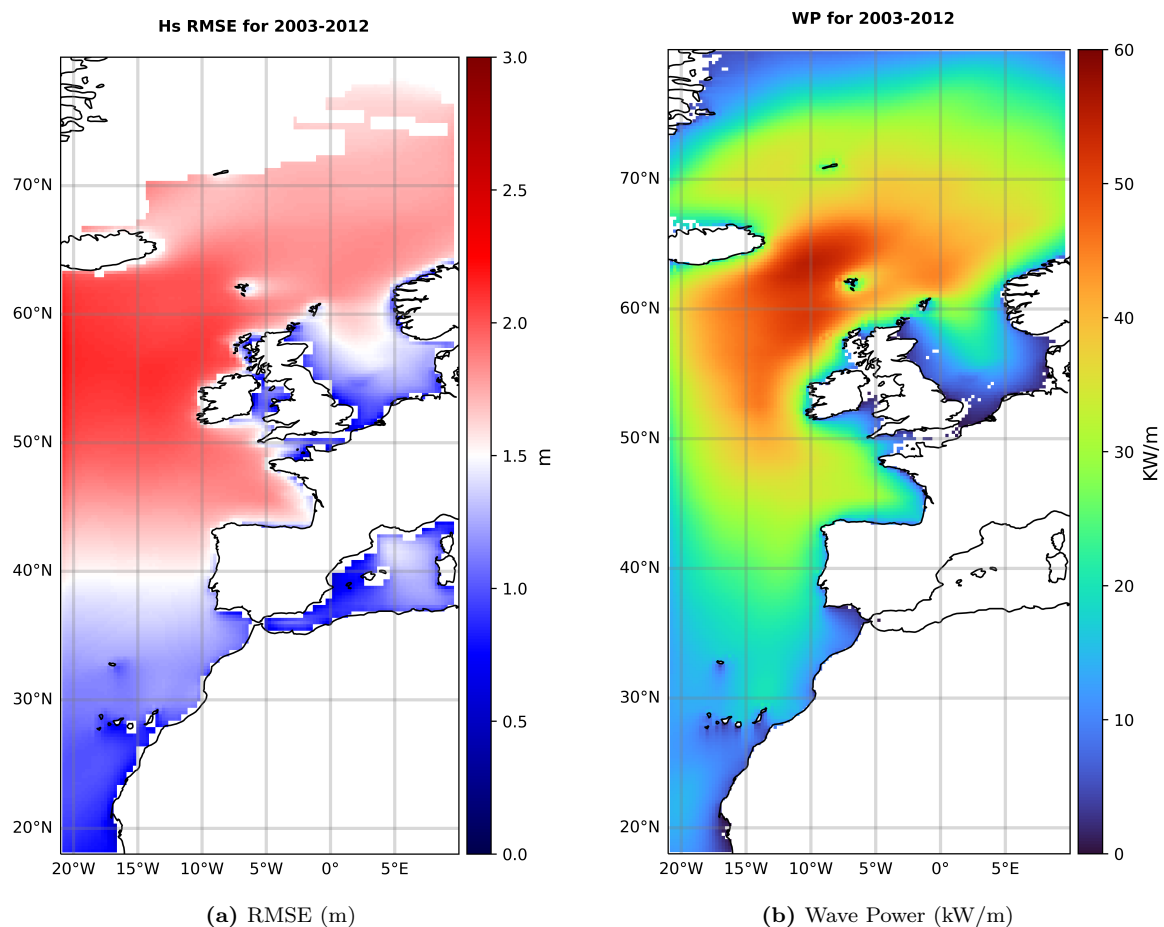 Hs RMSE for 2003-2012
3.0
2.5
2.0
1.5
1.0
0.5
0.0
m
70°N
60°N
50°N
40°N
30°N
20°N
20°W 15°W 10°W 5°W 0° 5°E
(a) RMSE (m)
WP for 2003-2012
60
50
40
30
20
10
0
KW/m
70°N
60°N
50°N
40°N
30°N
20°N
20°W 15°W 10°W 5°W 0° 5°E
(b) Wave Power (kW/m)